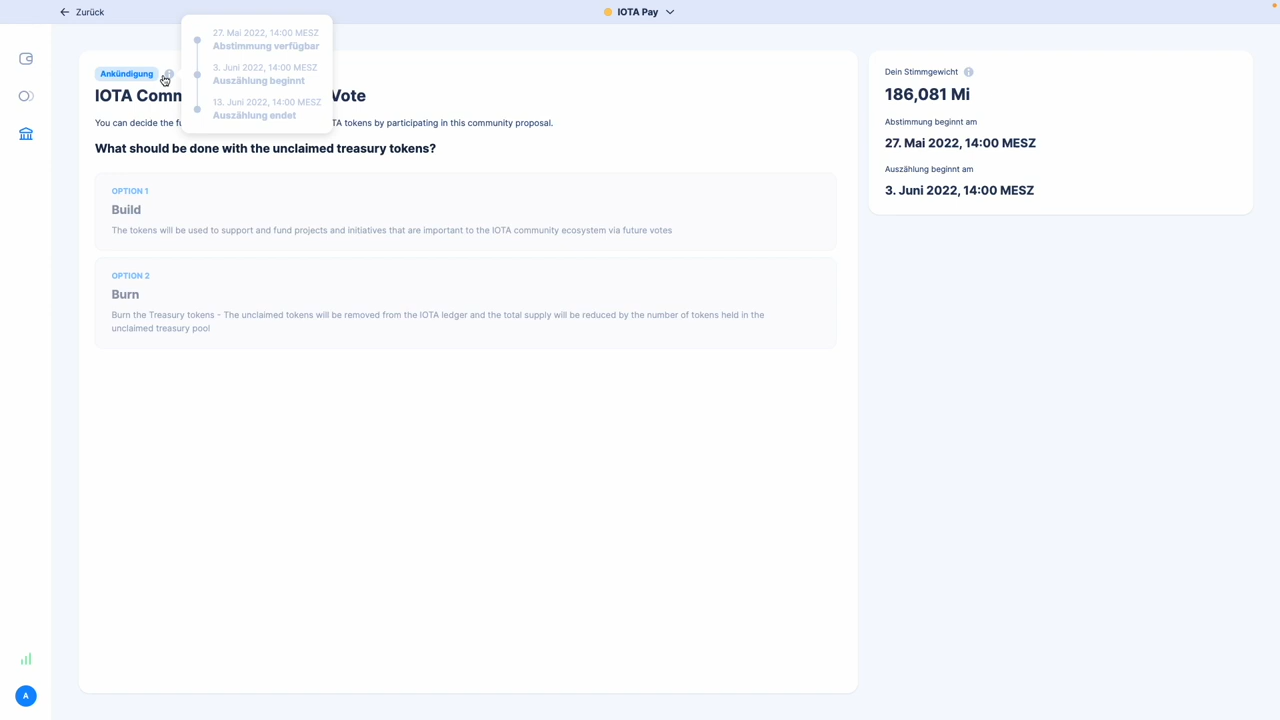 Zurück
IOTA Pay
27. Mai 2022, 14:00 MESZ
Abstimmung verfügbar
3. Juni 2022, 14:00 MESZ
Auszählung beginnt
13. Juni 2022, 14:00 MESZ
Auszählung endet
Ankündigung
IOTA Comm
Vote
You can decide the fu
TA tokens by participating in this community proposal.
What should be done with the unclaimed treasury tokens?
OPTION 1
Build
The tokens will be used to support and fund projects and initiatives that are important to the IOTA community ecosystem via future votes
OPTION 2
Burn
Burn the Treasury tokens - The unclaimed tokens will be removed from the IOTA ledger and the total supply will be reduced by the number of tokens held in the
unclaimed treasury pool
Dein Stimmgewicht
186,081 Mi
Abstimmung beginnt am
27. Mai 2022, 14:00 MESZ
Auszählung beginnt am
3. Juni 2022, 14:00 MESZ
A